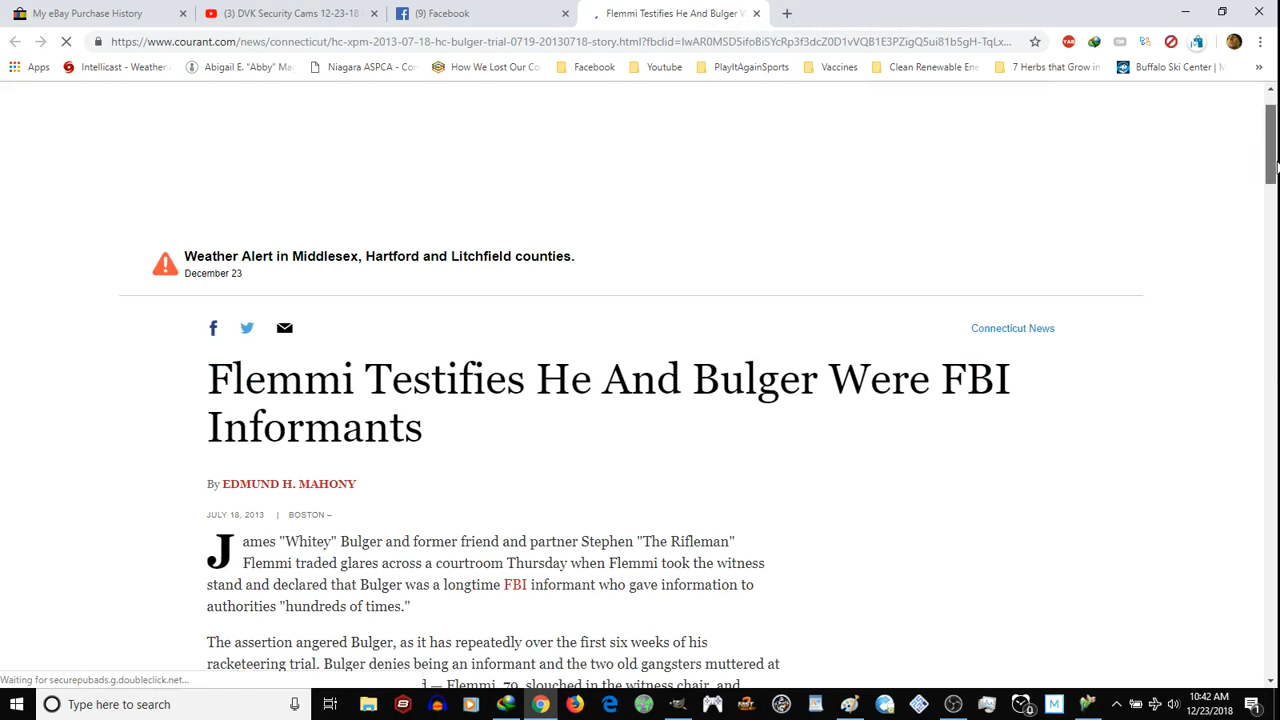 My eBay Purchase History
(3) DVK Security Cams 12-23-18
(9) Facebook
Flemmi Testifies He And Bulger W
https://www.courant.com/news/connecticut/hc-xpm-2013-07-18-hc-bulger-trial-0719-20130718-story.html?fbclid=IwAR0MSD5ifoBiSYcRp3f3dcZ0D1vVQB1E3PZigQ5ui81b5gH-TqLx...
Apps
Intellicast - Weather
Abigail E. "Abby" Ma
Niagara ASPCA - Con
How We Lost Our Co
Facebook
Youtube
PlayItAgainSports
Vaccines
Clean Renewable Ene
7 Herbs that Grow in
Buffalo Ski Center | M
»
Weather Alert in Middlesex, Hartford and Litchfield counties.
December 23
Connecticut News
Flemmi Testifies He And Bulger Were FBI
Informants
By EDMUND H. MAHONY
JULY 18, 2013 | BOSTON –
James "Whitey" Bulger and former friend and partner Stephen "The Rifleman"
Flemmi traded glares across a courtroom Thursday when Flemmi took the witness
stand and declared that Bulger was a longtime FBI informant who gave information to
authorities "hundreds of times."
The assertion angered Bulger, as it has repeatedly over the first six weeks of his
racketeering trial. Bulger denies being an informant and the two old gangsters muttered at
— Flemmi, 79, slouched in the witness chair, and
Waiting for securepubads.g.doubleclick.net...
Type here to search
10:42 AM
12/23/2018